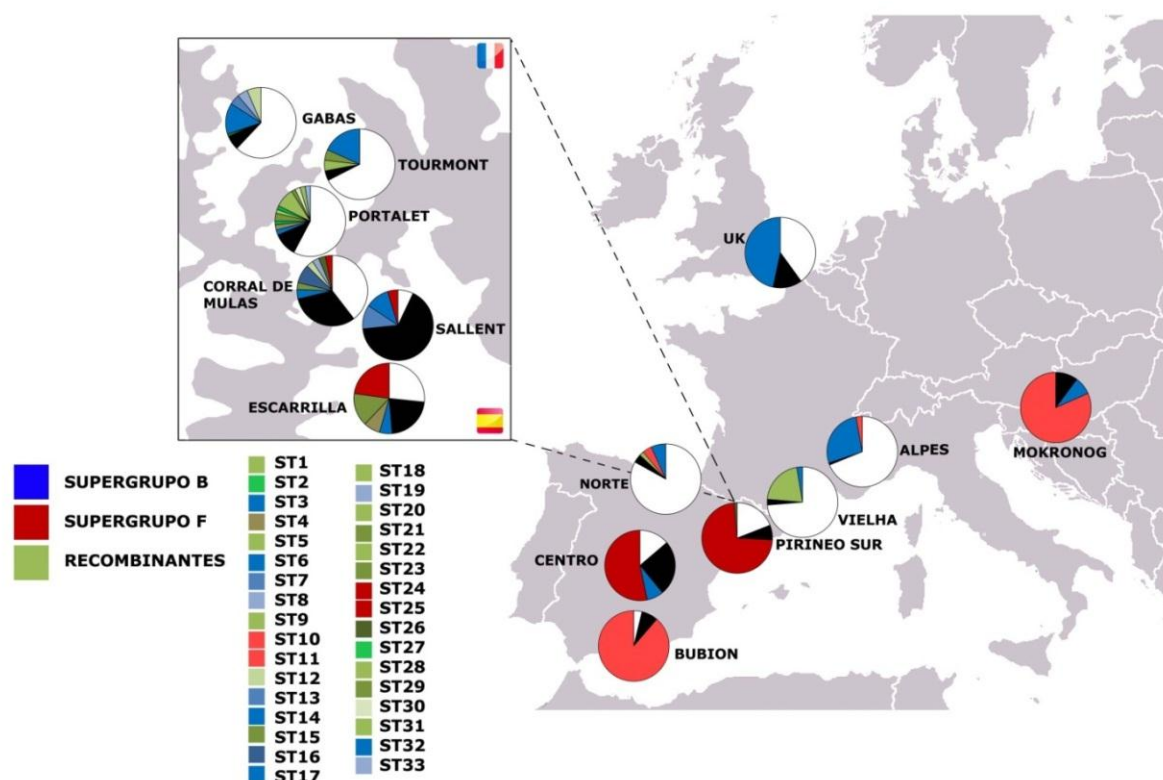 GABAS
TOURMONT
PORTALET
CORRAL DE
MULAS
SALLENT
ESCARRILLA
UK
MOKRONOG
ALPES
NORTE
VIELHA
PIRINEO SUR
CENTRO
BUBION
SUPERGRUPO B
SUPERGRUPO F
RECOMBINANTES
ST1
ST2
ST3
ST4
ST5
ST6
ST7
ST8
ST9
ST10
ST11
ST12
ST13
ST14
ST15
ST16
ST17
ST18
ST19
ST20
ST21
ST22
ST23
ST24
ST25
ST26
ST27
ST28
ST29
ST30
ST31
ST32
ST33